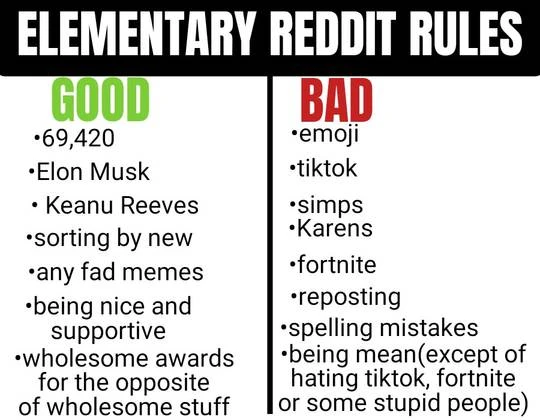 ELEMENTARY REDDIT RULES
GOOD
•69,420
•Elon Musk
• Keanu Reeves
•sorting by new
•any fad memes
•being nice and
supportive
•wholesome awards
for the opposite
of wholesome stuff
BAD
•emoji
•tiktok
•simps
•Karens
•fortnite
•reposting
•spelling mistakes
•being mean(except of
hating tiktok, fortnite
or some stupid people)